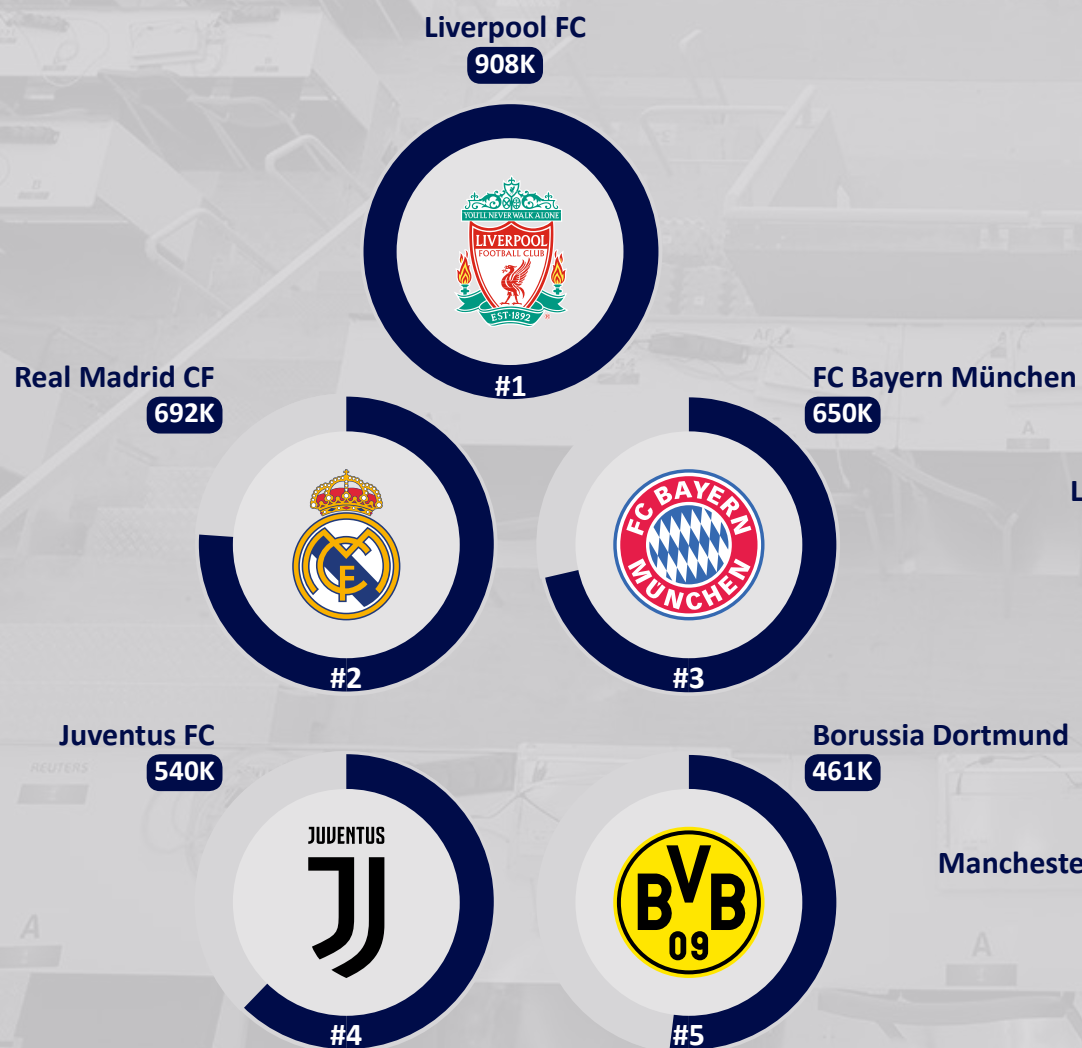 Liverpool FC
908K
YOU'LL NEVER WALK ALONE
LIVERPOOL
FOOTBALL CLUB
EST·1892
#1
Real Madrid CF
692K
#2
FC Bayern München
650K
FC BAYERN
MÜNCHEN
#3
L
Juventus FC
540K
JUVENTUS
#4
Borussia Dortmund
461K
BVB
09
#5
Mancheste
REUTERS
A
A
A